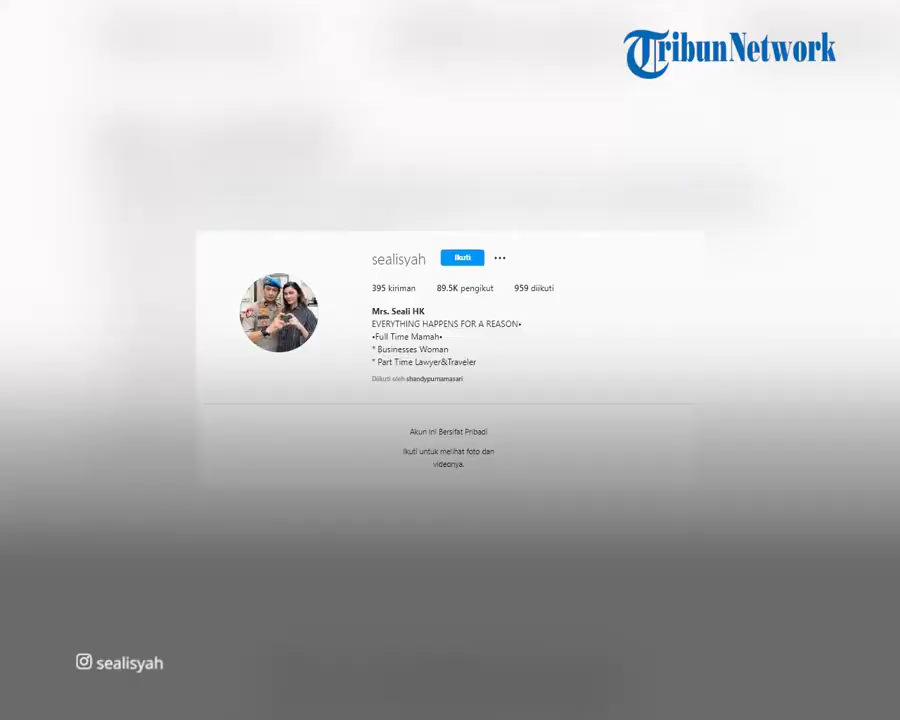 TribunNetwork
sealisyah Ikuti
395 kiriman 89.5K pengikut 959 diikuti
Mrs. Seali HK
EVERYTHING HAPPENS FOR A REASON•
•Full Time Mamah•
* Businesses Woman
* Part Time Lawyer&Traveler
Diikuti oleh shandypurnamasari
Akun Ini Bersifat Pribadi
Ikuti untuk melihat foto dan
videonya.
sealisyah